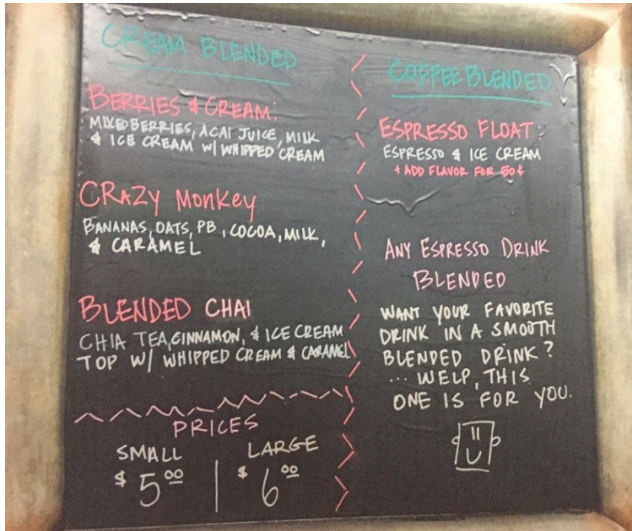 CREAM BLENDED
BERRIES & CREAM:
MIXED BERRIES, ACAI JUICE, MILK
& ICE CREAM W/ WHIPPED CREAM
CRAZY MONKEY
BANANAS, OATS, PB, COCOA, MILK,
& CARAMEL
BLENDED CHAI
CHIA TEA, CINNAMON, & ICE CREAM
TOP W/ WHIPPED CREAM & CARAMEL
PRICES
SMALL
$5.00
LARGE
$6.00
COFFEE BLENDED
ESPRESSO FLOAT:
ESPRESSO & ICE CREAM
+ ADD FLAVOR FOR 50¢
ANY ESPRESSO DRINK
BLENDED
WANT YOUR FAVORITE
DRINK IN A SMOOTH
BLENDED DRINK?
... WELP, THIS
ONE IS FOR YOU.